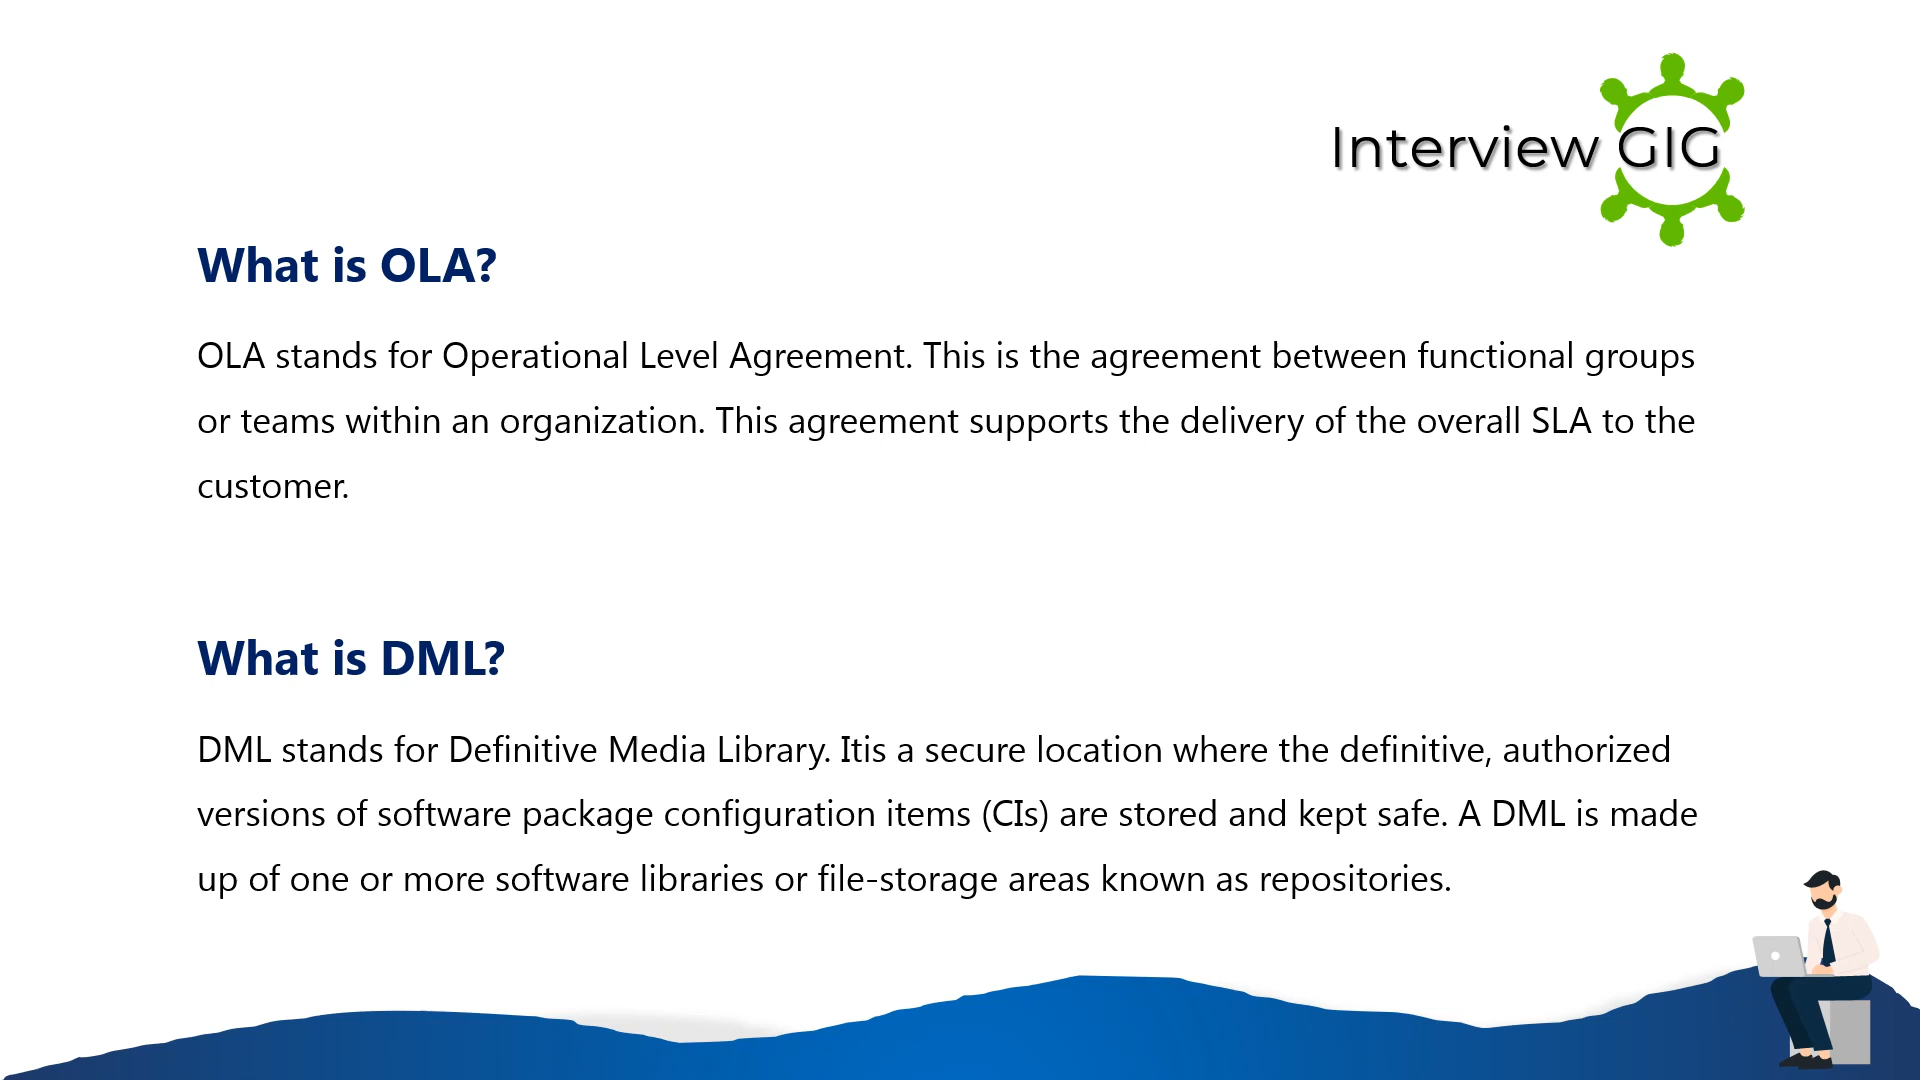 Interview GIG
What is OLA?
OLA stands for Operational Level Agreement. This is the agreement between functional groups
or teams within an organization. This agreement supports the delivery of the overall SLA to the
customer.
What is DML?
DML stands for Definitive Media Library. Itis a secure location where the definitive, authorized
versions of software package configuration items (CIs) are stored and kept safe. A DML is made
up of one or more software libraries or file-storage areas known as repositories.